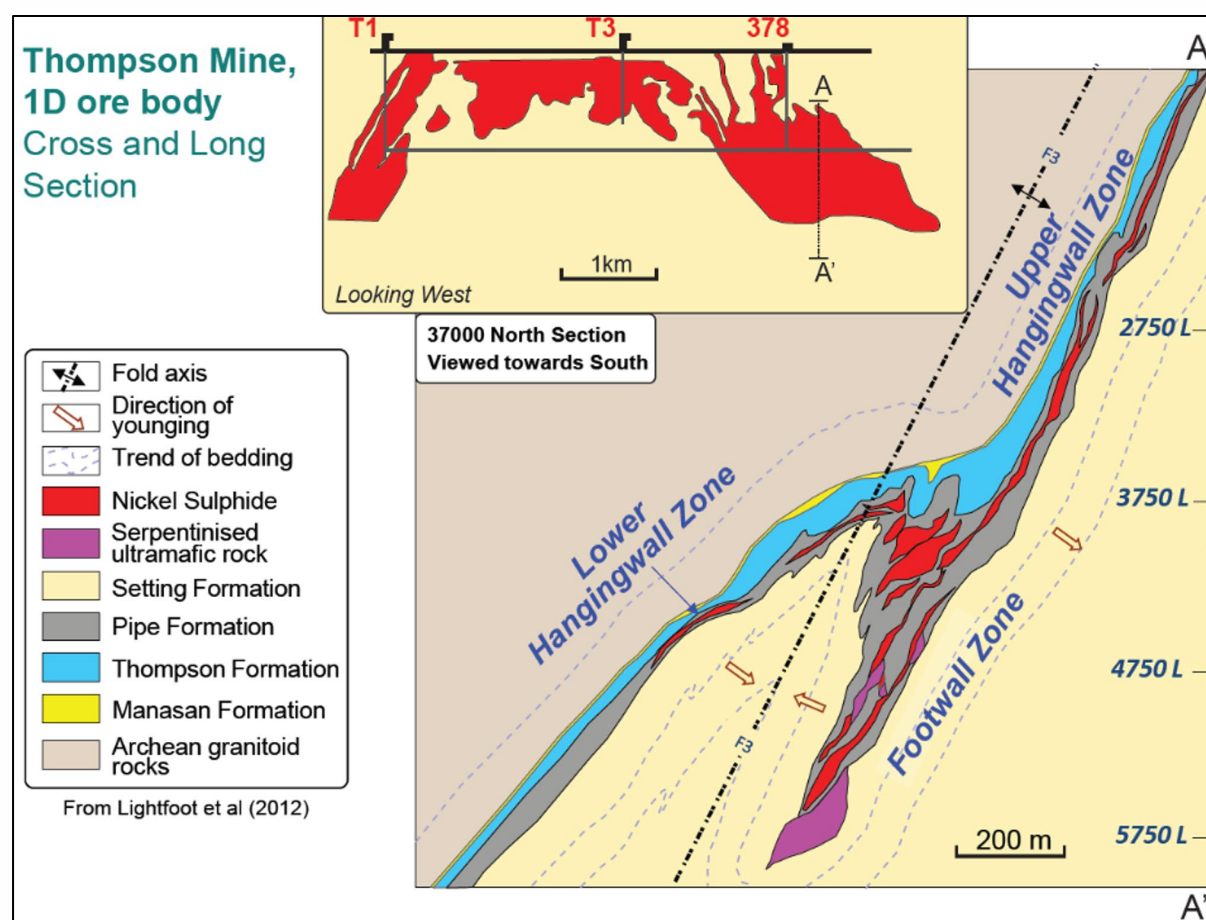 Thompson Mine,
1D ore body
Cross and Long
Section
T1
T3
378
A
A'
1km
Looking West
37000 North Section
Viewed towards South
A
F3
Upper
Hangingwall Zone
2750 L
3750 L
Lower
Hangingwall Zone
4750 L
Footwall Zone
F3
5750 L
200 m
A'
Fold axis
Direction of
younging
Trend of bedding
Nickel Sulphide
Serpentinised
ultramafic rock
Setting Formation
Pipe Formation
Thompson Formation
Manasan Formation
Archean granitoid
rocks
From Lightfoot et al (2012)